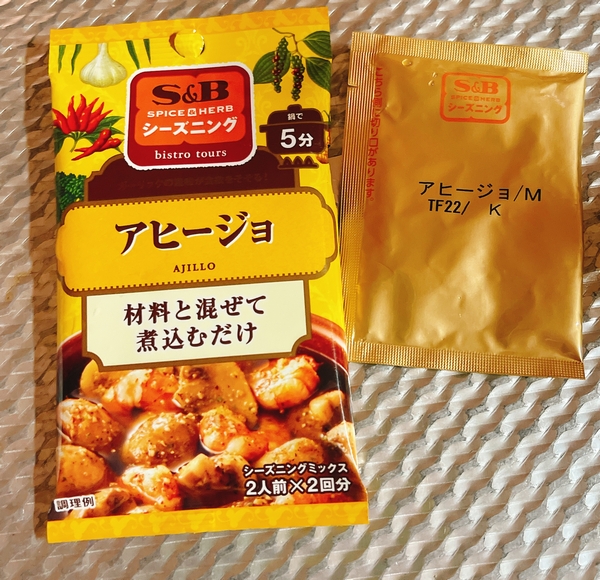 S&B
SPICE & HERB
シーズニング
bistro tours
鍋で
5分
アヒージョ
AJILLO
材料と混ぜて
煮込むだけ
シーズニングミックス
2人前×2回分
調理例
S&B
SPICE & HERB
シーズニング
アヒージョ/M
TF22/ K